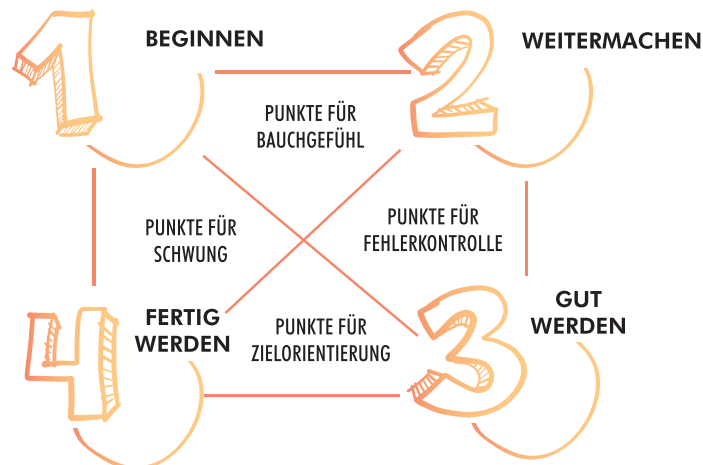 1
BEGINNEN
2
WEITERMACHEN
PUNKTE FÜR
BAUCHGEFÜHL
PUNKTE FÜR
SCHWUNG
PUNKTE FÜR
FEHLERKONTROLLE
4
FERTIG
WERDEN
PUNKTE FÜR
ZIELORIENTIERUNG
3
GUT
WERDEN